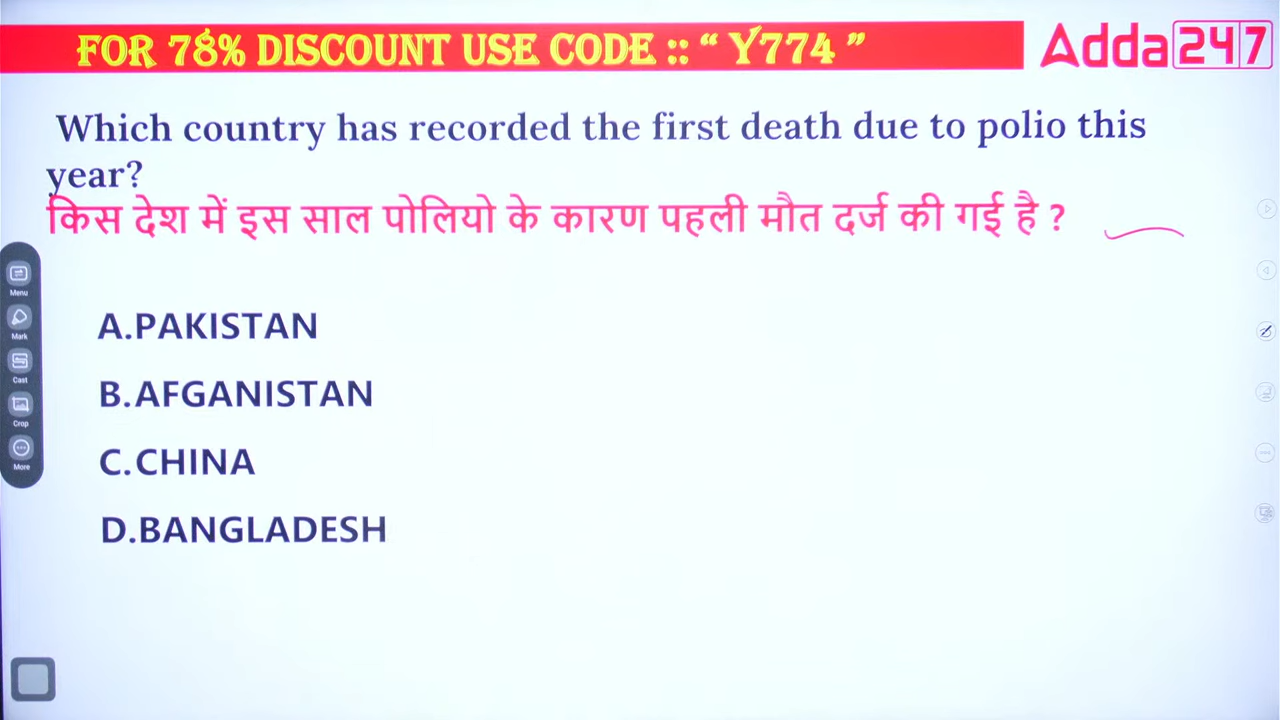 FOR 78% DISCOUNT USE CODE :: “ Y774 ”
Adda247
Which country has recorded the first death due to polio this
year?
किस देश में इस साल पोलियो के कारण पहली मौत दर्ज की गई है ?
Menu
Mark
Cast
Crop
More
A.PAKISTAN
B.AFGANISTAN
C.CHINA
D.BANGLADESH